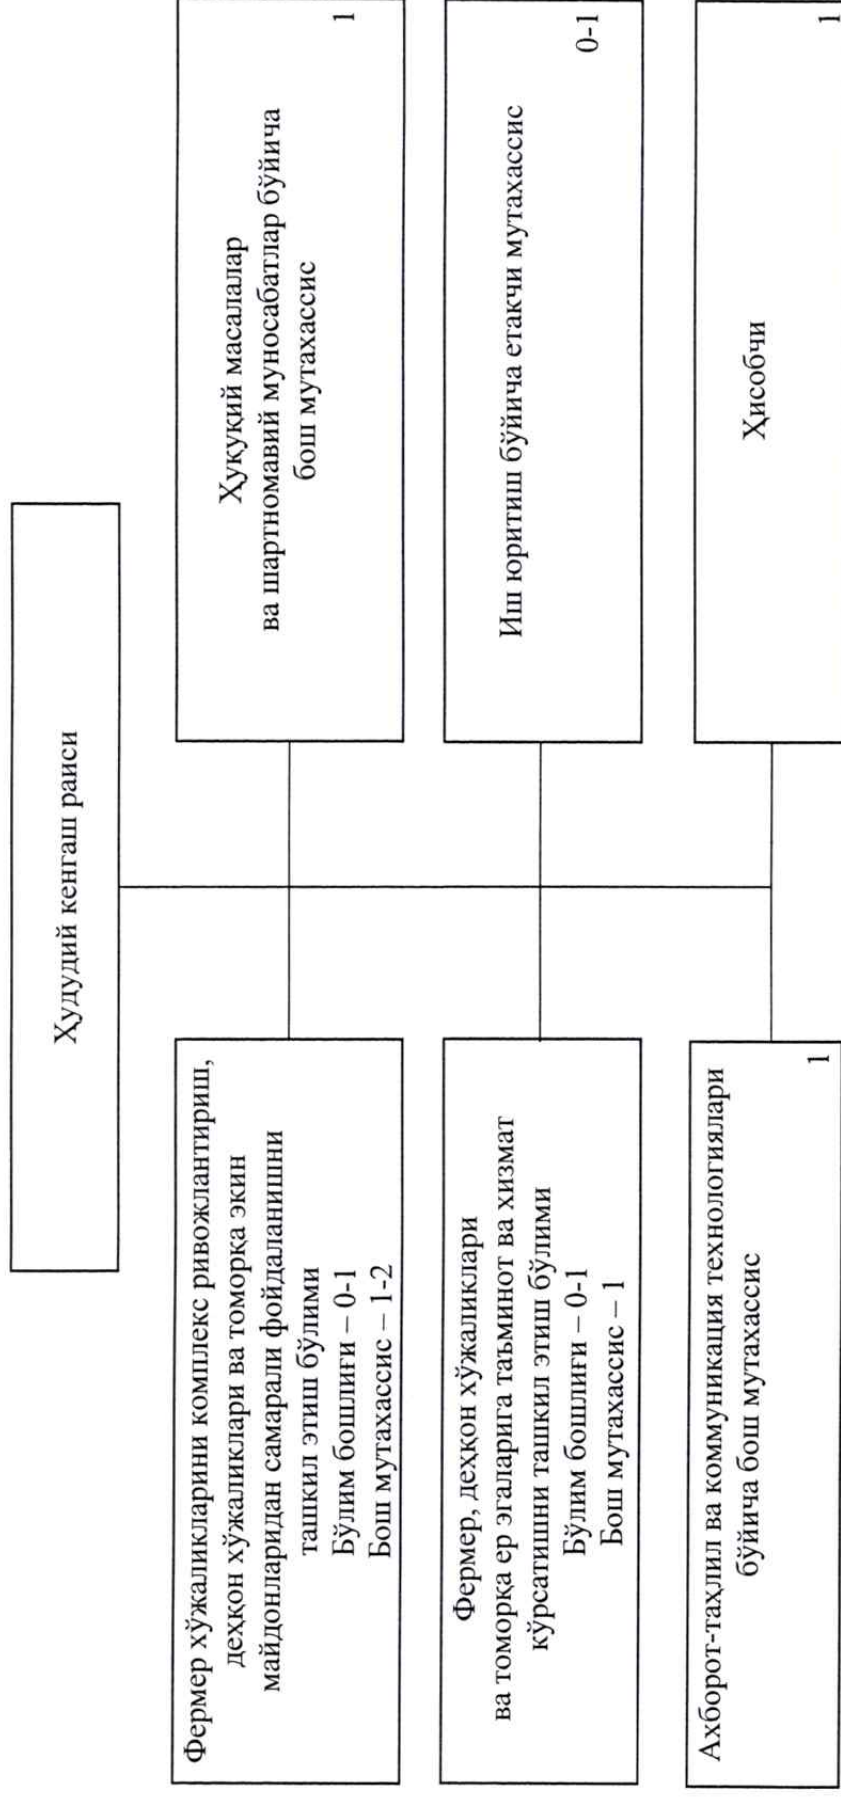 Ҳудудий кенгаш раиси
Фермер хўжаликларини комплекс ривожлантириш,
деҳқон хўжаликлари ва томорқа экин
майдонларидан самарали фойдаланишни
ташкил этиш бўлими
Бўлим бошлиғи – 0-1
Бош мутахассис – 1-2
Ҳуқуқий масалалар
ва шартномавий муносабатлар бўйича
бош мутахассис
1
Фермер, деҳқон хўжаликлари
ва томорқа ер эгаларига таъминот ва хизмат
кўрсатишни ташкил этиш бўлими
Бўлим бошлиғи – 0-1
Бош мутахассис – 1
Иш юритиш бўйича етакчи мутахассис
0-1
Ахборот-таҳлил ва коммуникация технологиялари
бўйича бош мутахассис
1
Ҳисобчи
1